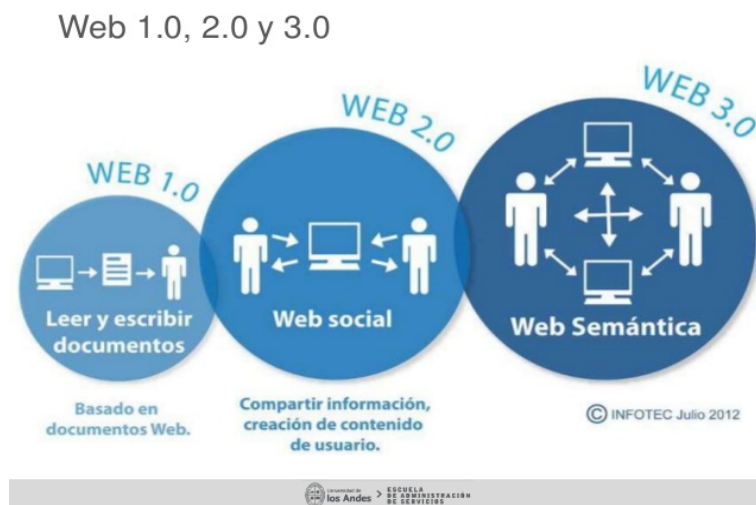 Web 1.0, 2.0 y 3.0
WEB 1.0
Leer y escribir
documentos
Basado en
documentos Web.
WEB 2.0
Web social
Compartir información,
creación de contenido
de usuario.
WEB 3.0
Web Semántica
© INFOTEC Julio 2012
Universidad de
los Andes
ESCUELA
DE ADMINISTRACIÓN
DE SERVICIOS